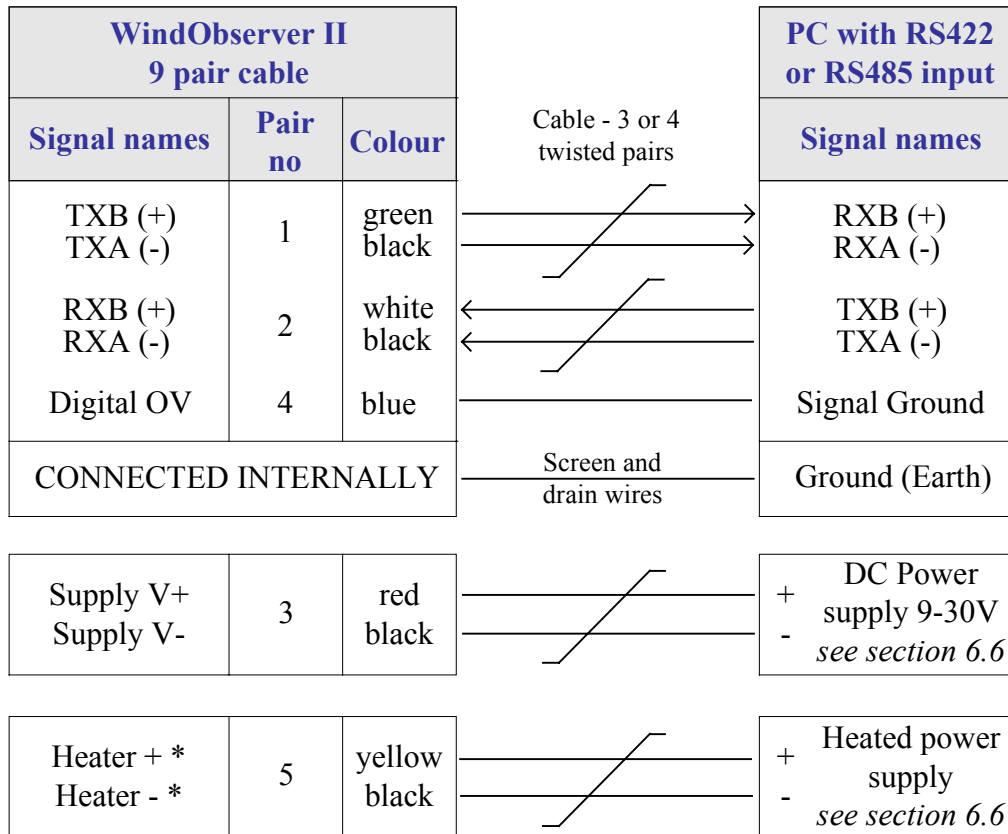 WindObserver II
9 pair cable
PC with RS422
or RS485 input
Signal names
Pair
no
Colour
Cable - 3 or 4
twisted pairs
Signal names
TXB (+)
TXA (-)
1
green
black
RXB (+)
RXA (-)
RXB (+)
RXA (-)
2
white
black
TXB (+)
TXA (-)
Digital OV
4
blue
Signal Ground
CONNECTED INTERNALLY
Screen and
drain wires
Ground (Earth)
Supply V+
Supply V-
3
red
black
+
-
DC Power
supply 9-30V
see section 6.6
Heater + *
Heater - *
5
yellow
black
+
-
Heated power
supply
see section 6.6